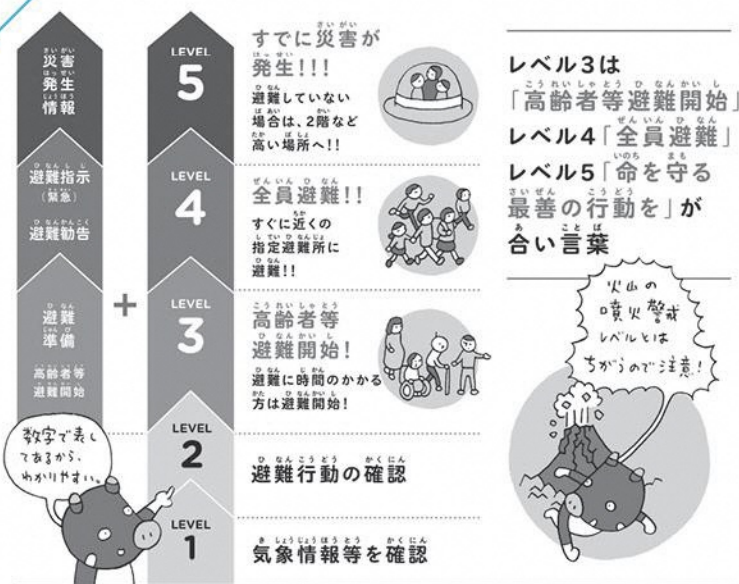 災害
発生
情報
避難指示
(緊急)
避難勧告
避難
準備
高齢者等
避難開始
+
LEVEL
5
LEVEL
4
LEVEL
3
LEVEL
2
LEVEL
1
すでに災害が
発生!!!
避難していない
場合は、2階など
高い場所へ!!
全員避難!!
すぐに近くの
指定避難所に
避難!!
高齢者等
避難開始!
避難に時間のかかる
方は避難開始!
避難行動の確認
気象情報等を確認
数字で表し
てあるから、
わかりやすい。
レベル3は
「高齢者等避難開始」
レベル4「全員避難」
レベル5「命を守る
最善の行動を」が
合い言葉
火山の
噴火警戒
レベルとは
ちがうので注意!